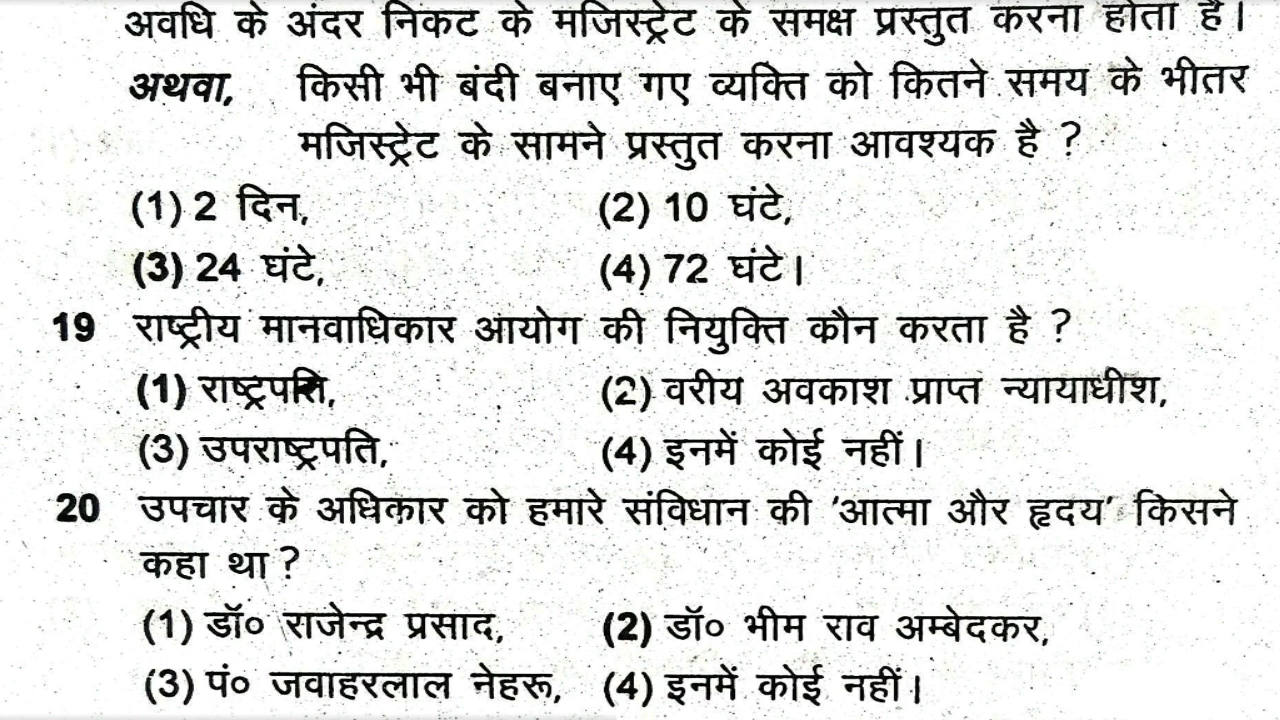 अवधि के अंदर निकट के मजिस्ट्रेट के समक्ष प्रस्तुत करना होता है।
अथवा, किसी भी बंदी बनाए गए व्यक्ति को कितने समय के भीतर
मजिस्ट्रेट के सामने प्रस्तुत करना आवश्यक है ?
(1) 2 दिन, (2) 10 घंटे,
(3) 24 घंटे, (4) 72 घंटे।
19 राष्ट्रीय मानवाधिकार आयोग की नियुक्ति कौन करता है ?
(1) राष्ट्रपति, (2) वरीय अवकाश प्राप्त न्यायाधीश,
(3) उपराष्ट्रपति, (4) इनमें कोई नहीं।
20 उपचार के अधिकार को हमारे संविधान की 'आत्मा और हृदय' किसने
कहा था ?
(1) डॉ० राजेन्द्र प्रसाद, (2) डॉ० भीम राव अम्बेदकर,
(3) पं० जवाहरलाल नेहरू, (4) इनमें कोई नहीं।